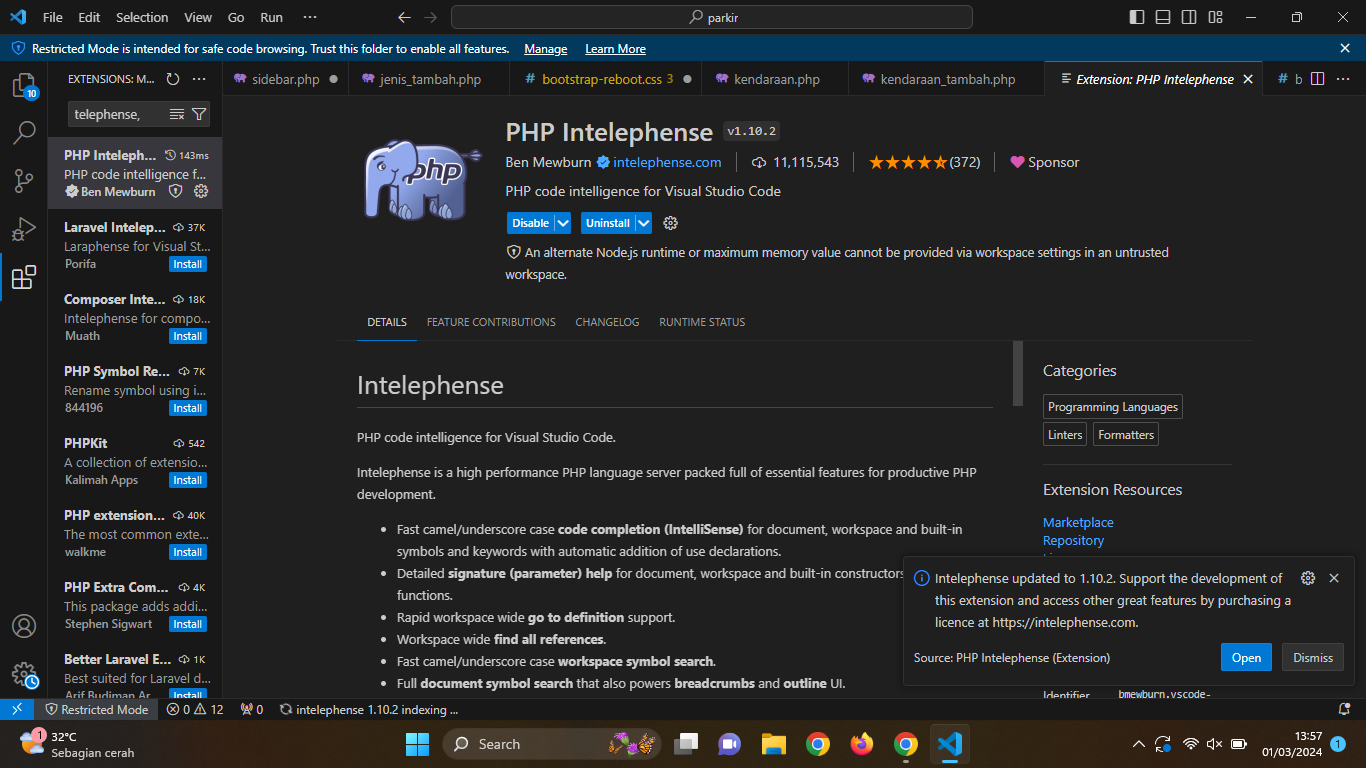 File Edit Selection View Go Run ···
parkir
Restricted Mode is intended for safe code browsing. Trust this folder to enable all features. Manage Learn More
EXTENSIONS: M... ···
sidebar.php
jenis_tambah.php
# bootstrap-reboot.css 3
kendaraan.php
kendaraan_tambah.php
Extension: PHP Intelephense
# b
10
telephense,
PHP Inteleph... 143ms
PHP code intelligence f...
Ben Mewburn
Laravel Intelep... 37K
Laraphense for Visual St...
Porifa Install
Composer Inte... 18K
Intelephense for compo...
Muath Install
PHP Symbol Re... 7K
Rename symbol using i...
844196 Install
PHPKit 542
A collection of extensio...
Kalimah Apps Install
PHP extension... 40K
The most common exte...
walkme Install
PHP Extra Com... 4K
This package adds addi...
Stephen Sigwart Install
Better Laravel E... 1K
Best suited for Laravel d...
Arif Budiman Ar... Install
php
PHP Intelephense v1.10.2
Ben Mewburn intelephense.com 11,115,543 (372) Sponsor
PHP code intelligence for Visual Studio Code
Disable Uninstall
An alternate Node.js runtime or maximum memory value cannot be provided via workspace settings in an untrusted
workspace.
DETAILS FEATURE CONTRIBUTIONS CHANGELOG RUNTIME STATUS
Intelephense
PHP code intelligence for Visual Studio Code.
Intelephense is a high performance PHP language server packed full of essential features for productive PHP
development.
• Fast camel/underscore case code completion (IntelliSense) for document, workspace and built-in
symbols and keywords with automatic addition of use declarations.
• Detailed signature (parameter) help for document, workspace and built-in constructors
functions.
• Rapid workspace wide go to definition support.
• Workspace wide find all references.
• Fast camel/underscore case workspace symbol search.
• Full document symbol search that also powers breadcrumbs and outline UI.
Categories
Programming Languages
Linters Formatters
Extension Resources
Marketplace
Repository
Intelephense updated to 1.10.2. Support the development of
this extension and access other great features by purchasing a
licence at https://intelephense.com.
Source: PHP Intelephense (Extension) Open Dismiss
Identifier bmewburn.vscode-
Restricted Mode 0 12 0 intelephense 1.10.2 indexing ...
1
32°C
Sebagian cerah
Search
13:57
01/03/2024
1